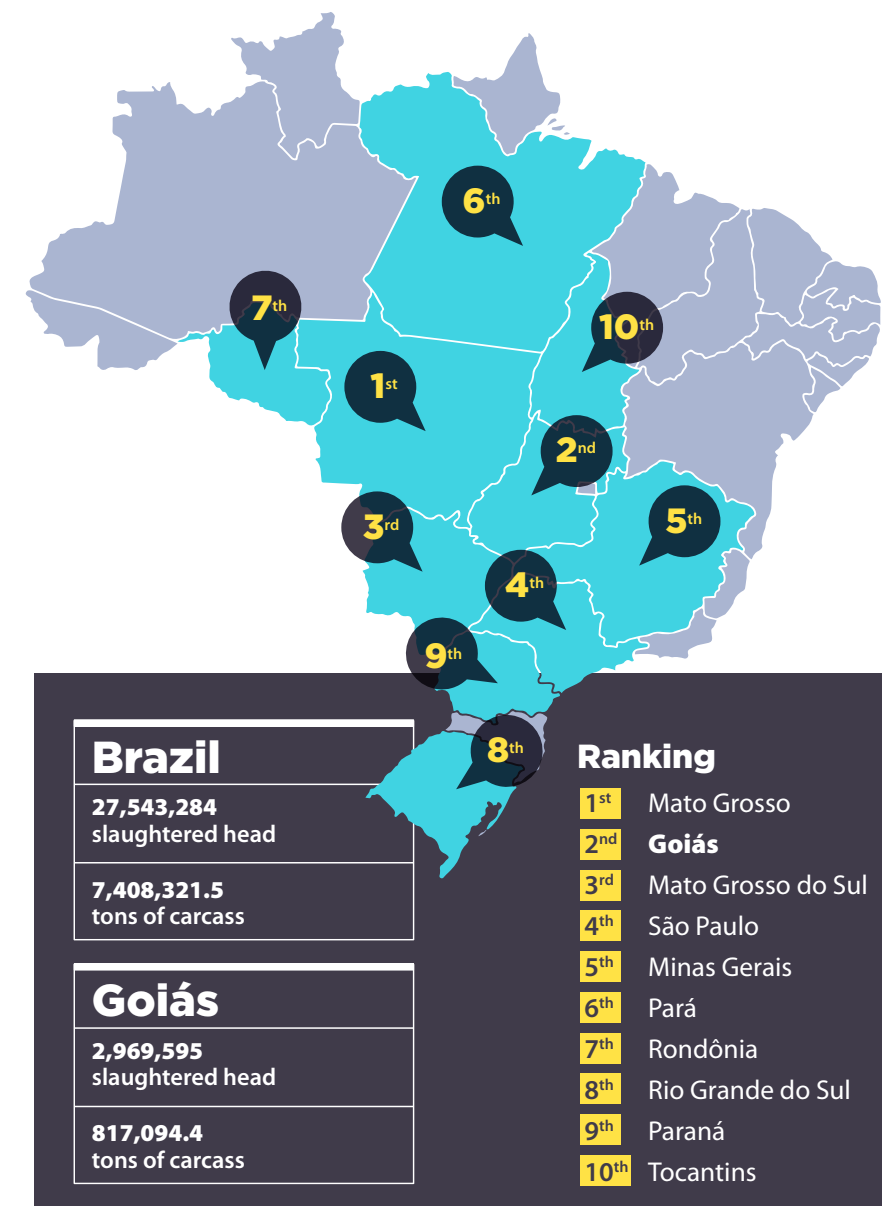 6th
7th
10th
1st
2nd
3rd
5th
4th
9th
8th
Brazil
27,543,284
slaughtered head
7,408,321.5
tons of carcass
Goiás
2,969,595
slaughtered head
817,094.4
tons of carcass
Ranking
1st Mato Grosso
2nd Goiás
3rd Mato Grosso do Sul
4th São Paulo
5th Minas Gerais
6th Pará
7th Rondônia
8th Rio Grande do Sul
9th Paraná
10th Tocantins